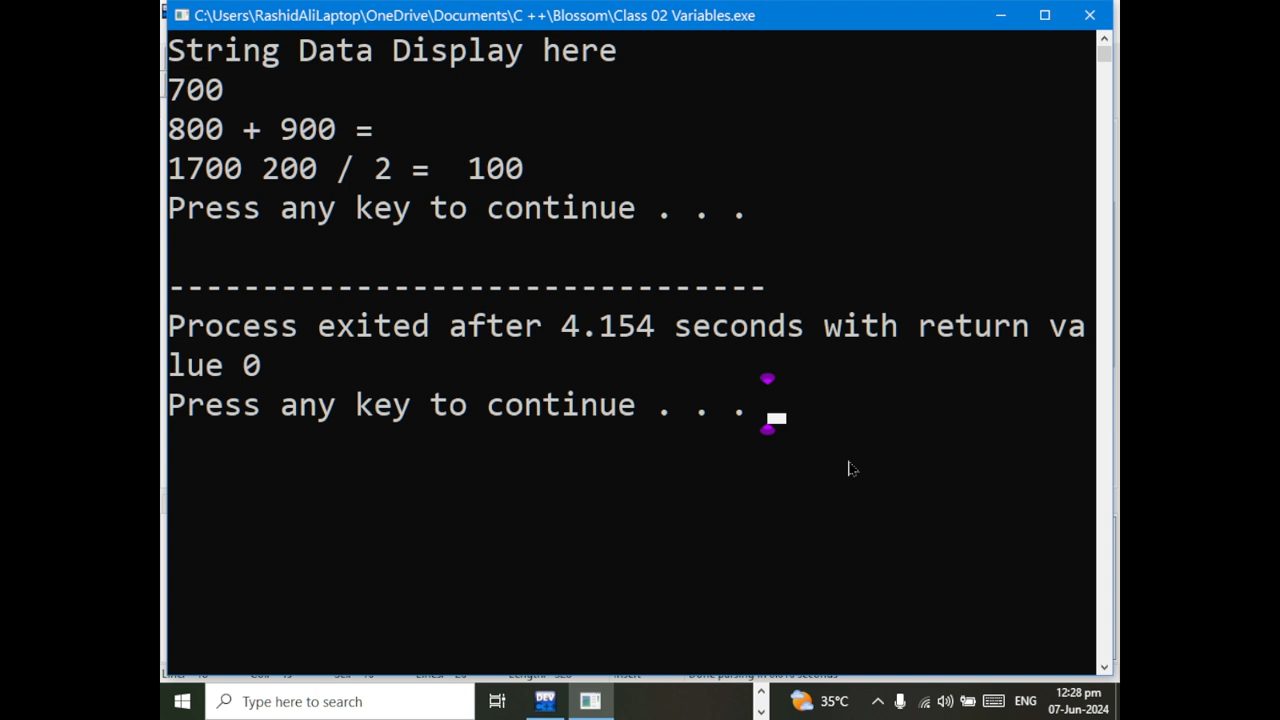 C:\Users\RashidAliLaptop\OneDrive\Documents\C ++\Blossom\Class 02 Variables.exe
String Data Display here
700
800 + 900 =
1700 200 / 2 =  100
Press any key to continue . . .
--------------------------------
Process exited after 4.154 seconds with return va
lue 0
Press any key to continue . . .
Type here to search
DEV
35°C
ENG
12:28 pm
07-Jun-2024